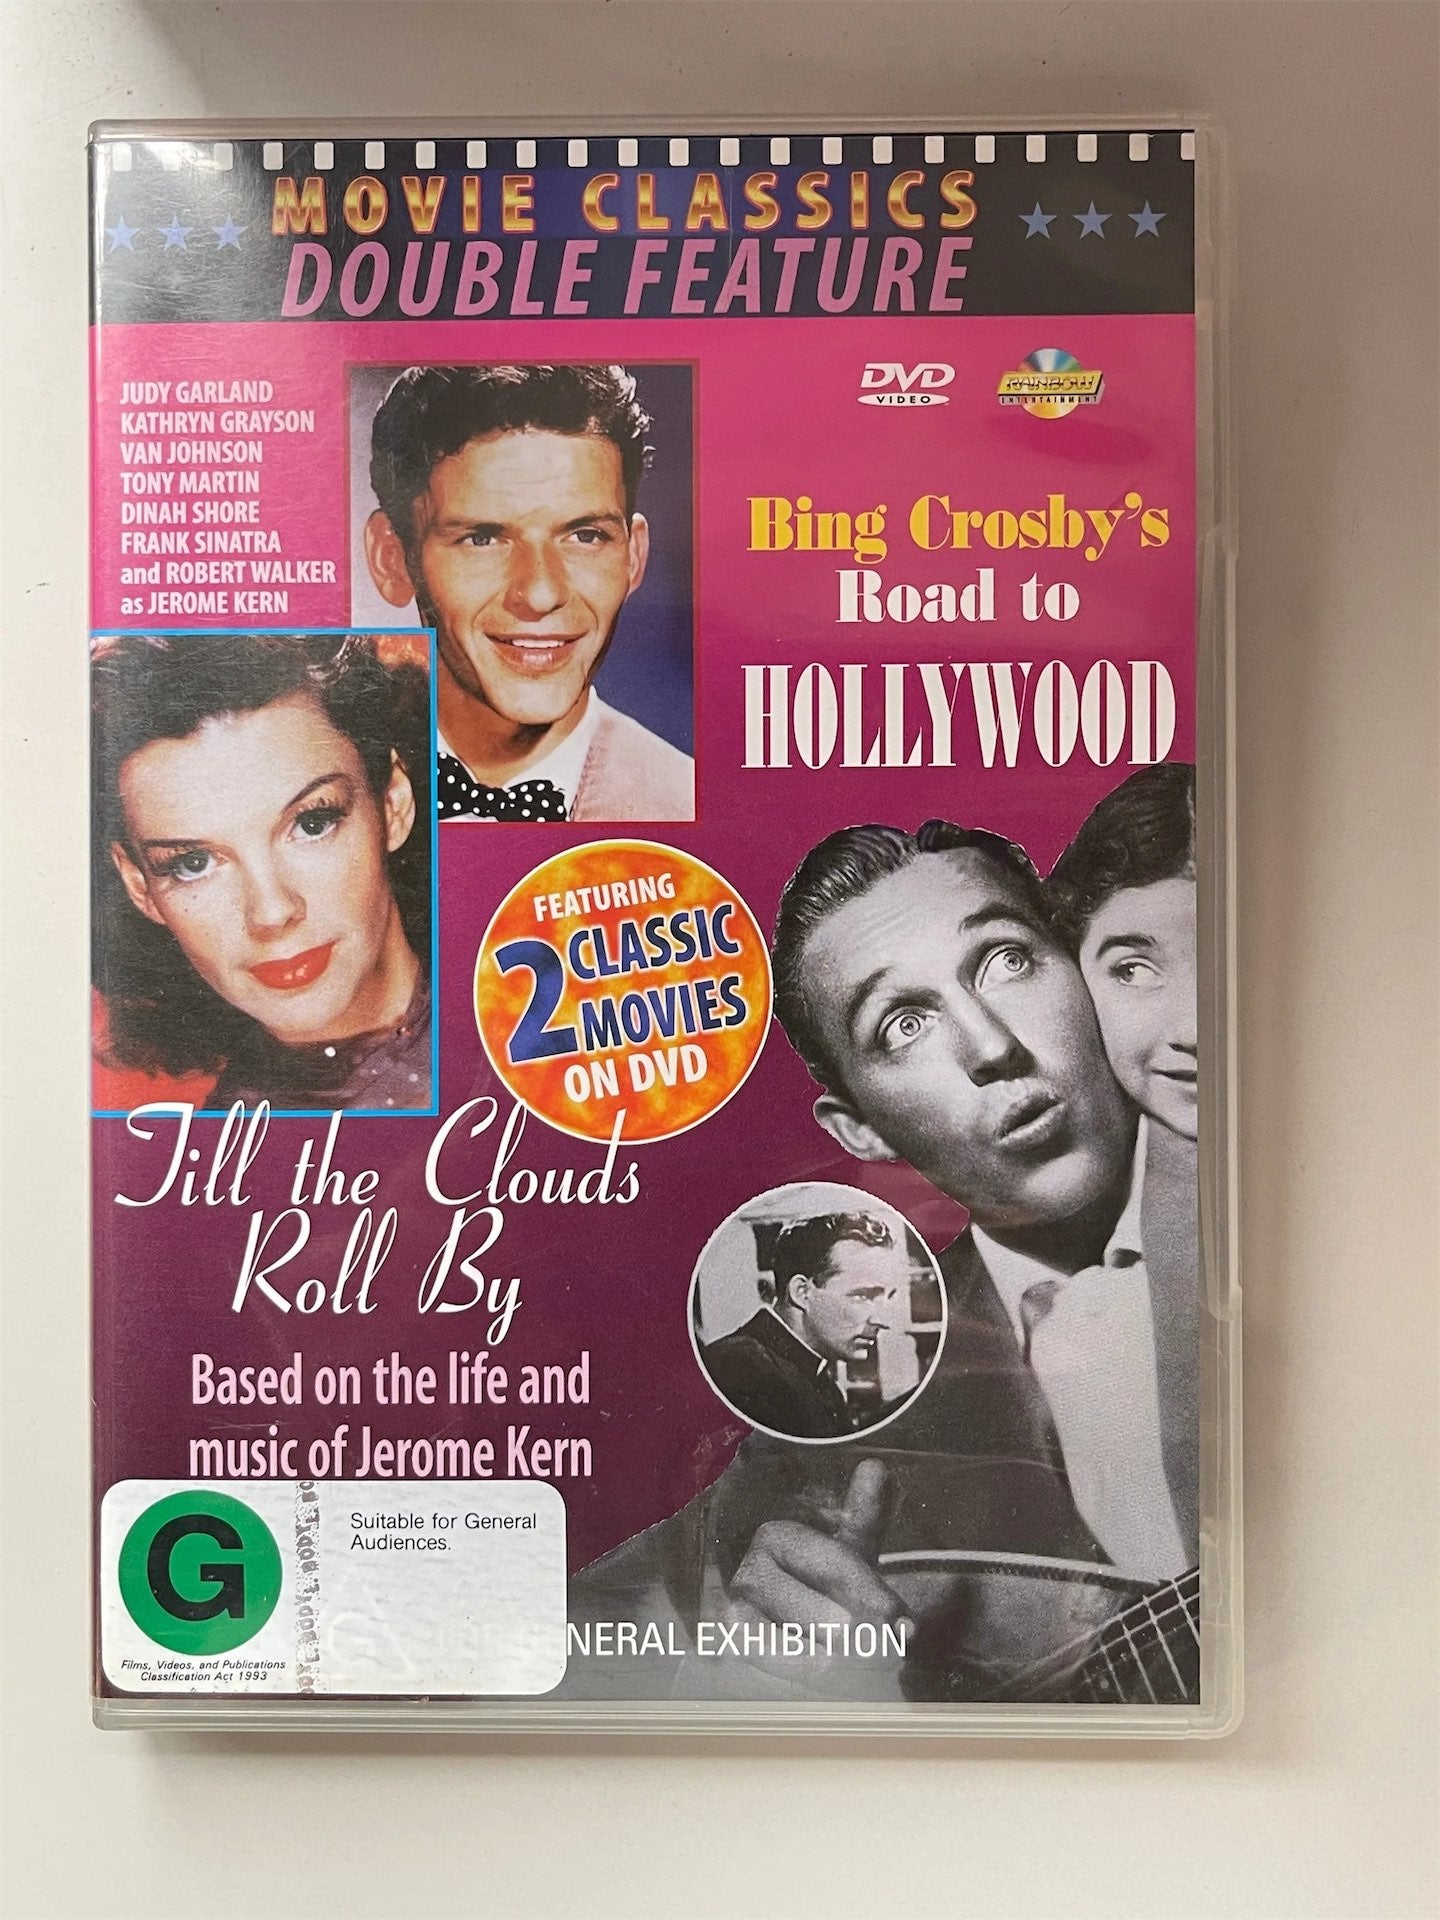 MOVIE CLASSICS
DOUBLE FEATURE
JUDY GARLAND
KATHRYN GRAYSON
VAN JOHNSON
TONY MARTIN
DINAH SHORE
FRANK SINATRA
and ROBERT WALKER
as JEROME KERN
DVD
VIDEO
RAINBOW
ENTERTAINMENT
Bing Crosby's
Road to
HOLLYWOOD
FEATURING
2 CLASSIC
MOVIES
ON DVD
Till the Clouds
Roll By
Based on the life and
music of Jerome Kern
G
Suitable for General
Audiences.
Films, Videos, and Publications
Classification Act 1993
NERAL EXHIBITION